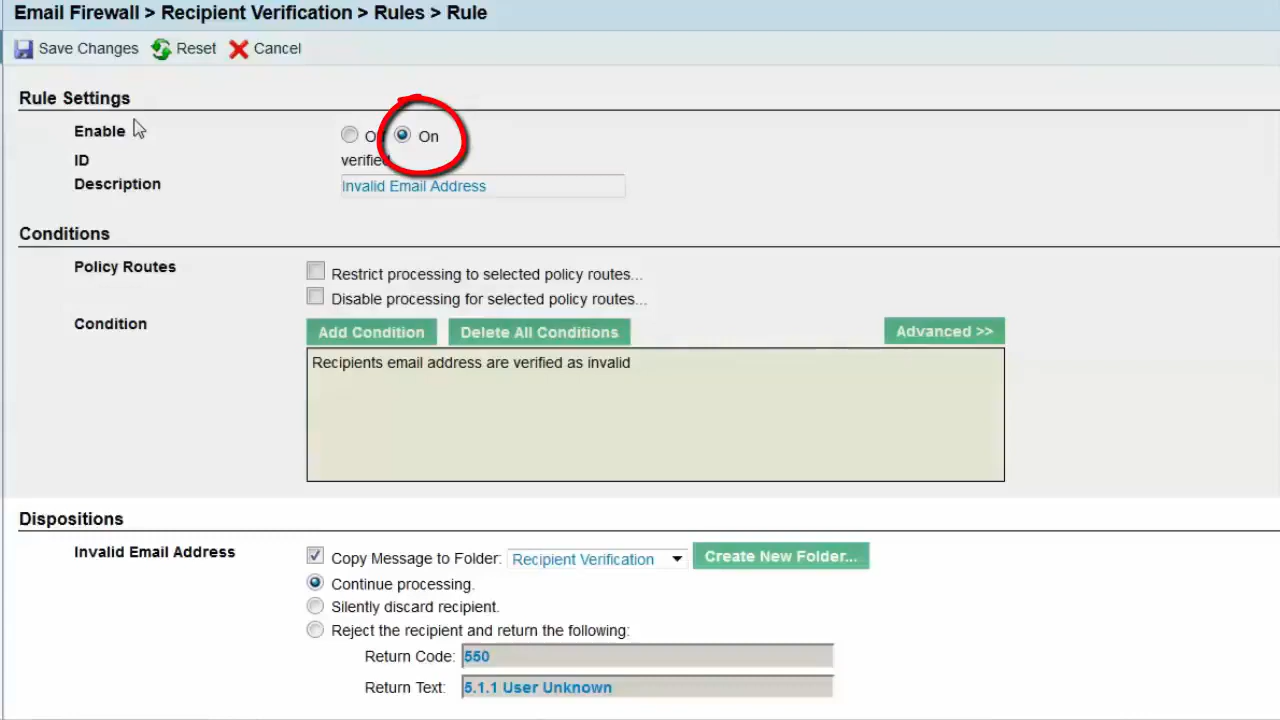 Email Firewall > Recipient Verification > Rules > Rule
Save Changes Reset Cancel
Rule Settings
Enable On
ID verified
Description Invalid Email Address
Conditions
Policy Routes Restrict processing to selected policy routes...
Disable processing for selected policy routes...
Condition Add Condition Delete All Conditions Advanced >>
Recipients email address are verified as invalid
Dispositions
Invalid Email Address Copy Message to Folder: Recipient Verification Create New Folder...
Continue processing.
Silently discard recipient.
Reject the recipient and return the following:
Return Code: 550
Return Text: 5.1.1 User Unknown